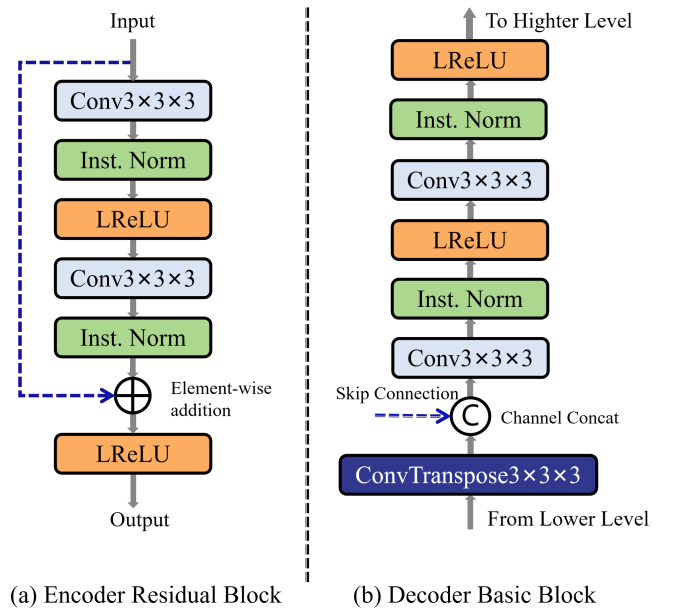 Input
Conv3×3×3
Inst. Norm
LReLU
Conv3×3×3
Inst. Norm
Element-wise
addition
LReLU
Output
(a) Encoder Residual Block
To Highter Level
LReLU
Inst. Norm
Conv3×3×3
LReLU
Inst. Norm
Conv3×3×3
Skip Connection
C
Channel Concat
ConvTranspose3×3×3
From Lower Level
(b) Decoder Basic Block